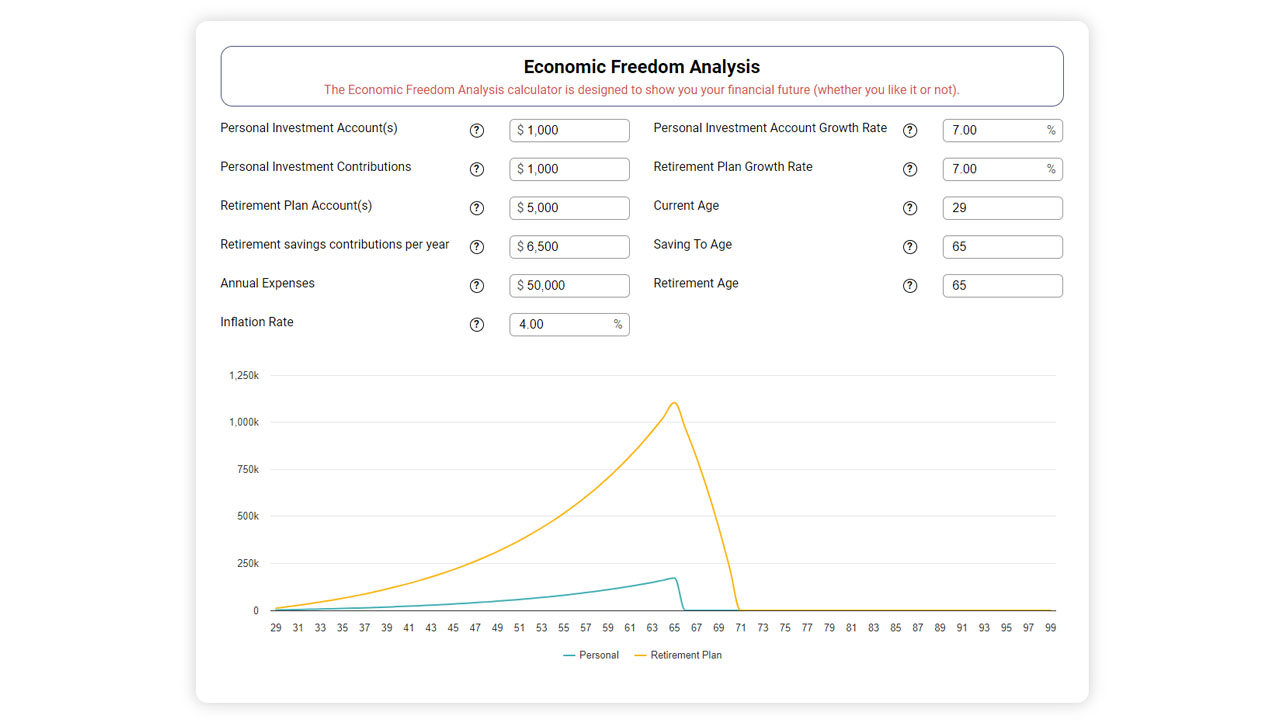 Economic Freedom Analysis
The Economic Freedom Analysis calculator is designed to show you your financial future (whether you like it or not).
Personal Investment Account(s) ? $ 1,000 Personal Investment Account Growth Rate ? 7.00 %
Personal Investment Contributions ? $ 1,000 Retirement Plan Growth Rate ? 7.00 %
Retirement Plan Account(s) ? $ 5,000 Current Age ? 29
Retirement savings contributions per year ? $ 6,500 Saving To Age ? 65
Annual Expenses ? $ 50,000 Retirement Age ? 65
Inflation Rate ? 4.00 %
1,250k
1,000k
750k
500k
250k
0
29 31 33 35 37 39 41 43 45 47 49 51 53 55 57 59 61 63 65 67 69 71 73 75 77 79 81 83 85 87 89 91 93 95 97 99
Personal Retirement Plan